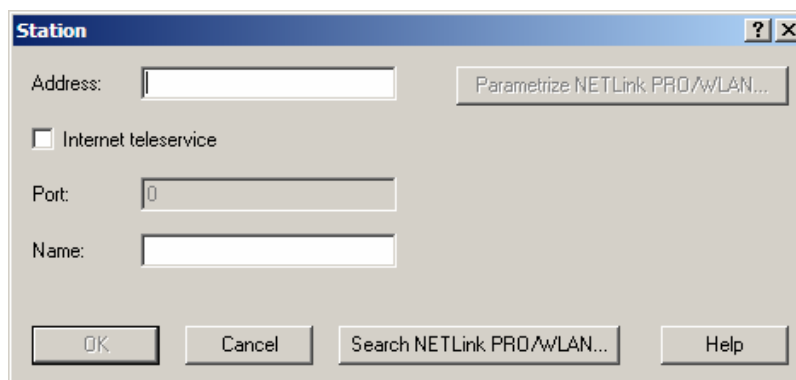 Station
Address:
Parametrize NETLink PRO/WLAN...
Internet teleservice
Port: 0
Name:
OK Cancel Search NETLink PRO/WLAN... Help